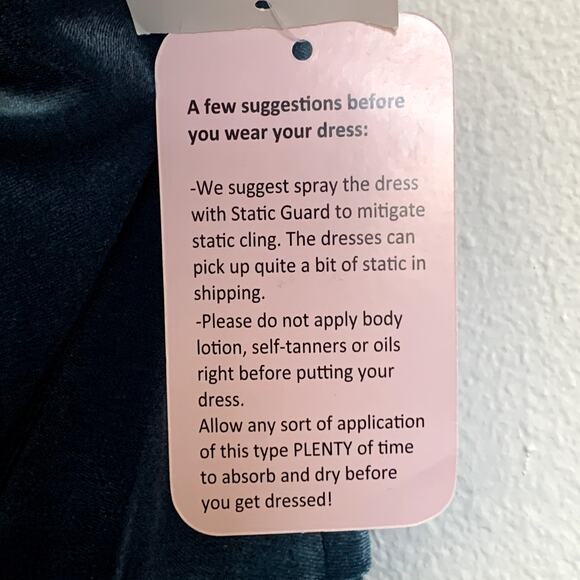 A few suggestions before
you wear your dress:
-We suggest spray the dress
with Static Guard to mitigate
static cling. The dresses can
pick up quite a bit of static in
shipping.
-Please do not apply body
lotion, self-tanners or oils
right before putting your
dress.
Allow any sort of application
of this type PLENTY of time
to absorb and dry before
you get dressed!